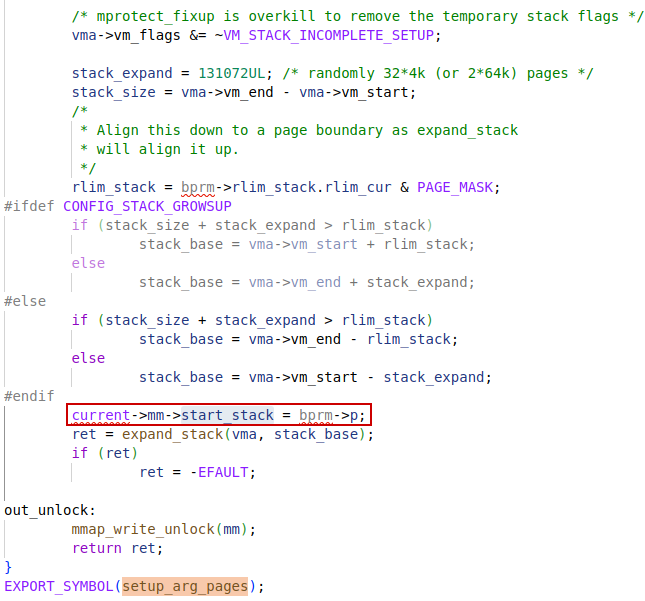 /* mprotect_fixup is overkill to remove the temporary stack flags */
vma->vm_flags &= ~VM_STACK_INCOMPLETE_SETUP;
stack_expand = 131072UL; /* randomly 32*4k (or 2*64k) pages */
stack_size = vma->vm_end - vma->vm_start;
/*
* Align this down to a page boundary as expand_stack
* will align it up.
*/
rlim_stack = bprm->rlim_stack.rlim_cur & PAGE_MASK;
#ifdef CONFIG_STACK_GROWSUP
if (stack_size + stack_expand > rlim_stack)
stack_base = vma->vm_start + rlim_stack;
else
stack_base = vma->vm_end + stack_expand;
#else
if (stack_size + stack_expand > rlim_stack)
stack_base = vma->vm_end - rlim_stack;
else
stack_base = vma->vm_start - stack_expand;
#endif
current->mm->start_stack = bprm->p;
ret = expand_stack(vma, stack_base);
if (ret)
ret = -EFAULT;
out_unlock:
mmap_write_unlock(mm);
return ret;
}
EXPORT_SYMBOL(setup_arg_pages);